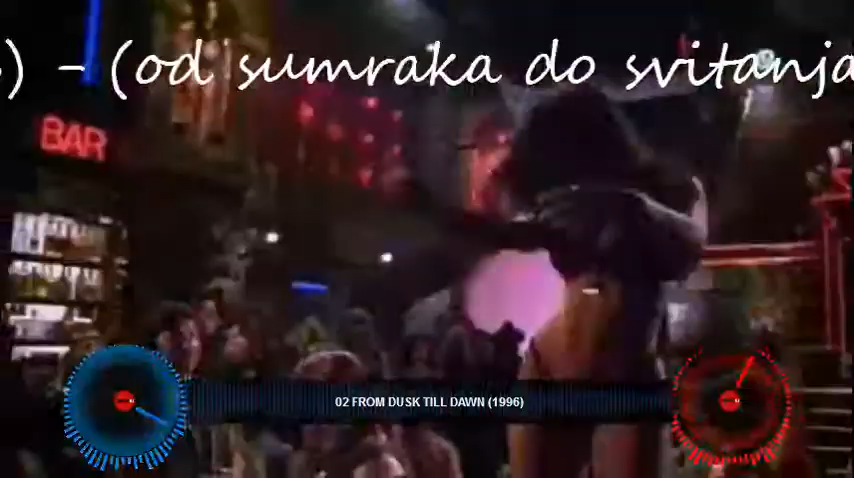 ) - (od sumraka do svitanja
BAR
02 FROM DUSK TILL DAWN (1996)